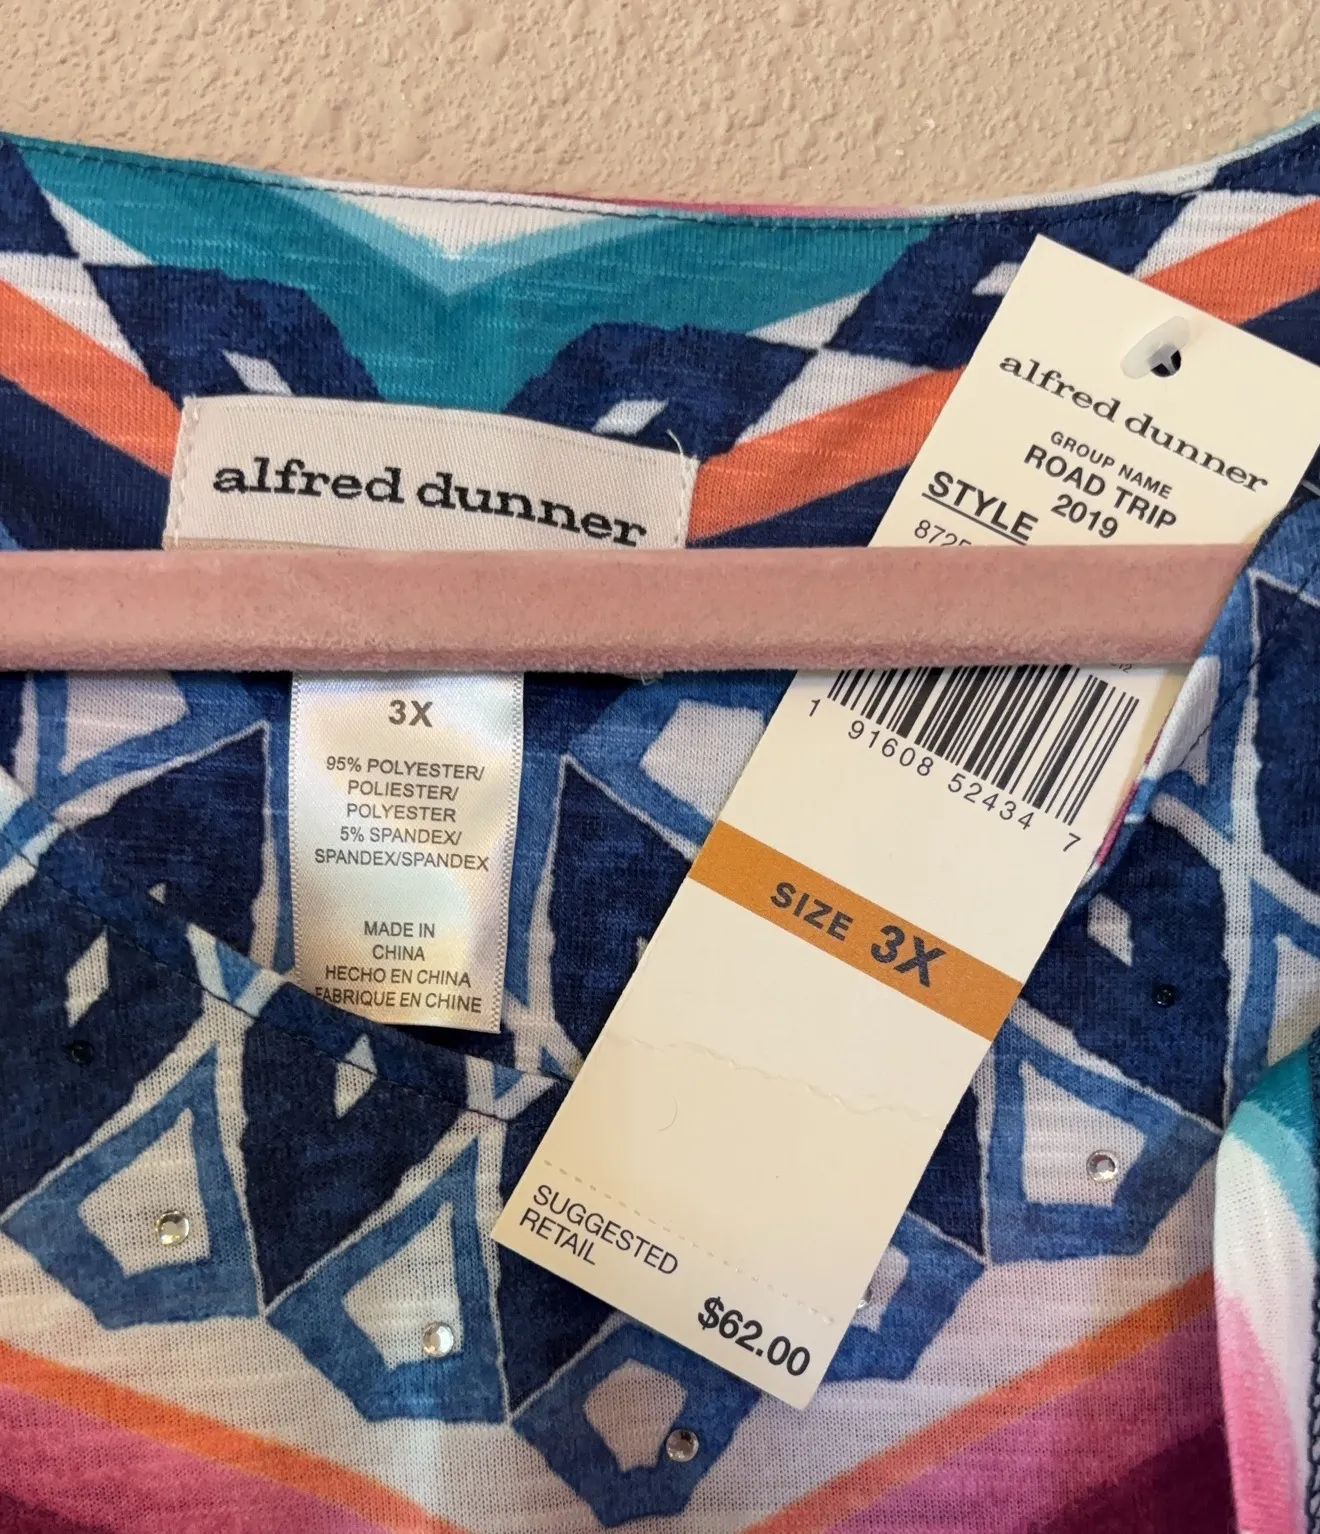 alfred dunner
3X
95% POLYESTER/
POLIESTER/
POLYESTER
5% SPANDEX/
SPANDEX/SPANDEX
MADE IN
CHINA
HECHO EN CHINA
FABRIQUE EN CHINE
alfred dunner
GROUP NAME
ROAD TRIP
2019
STYLE
1 91608 52434 7
SIZE 3X
SUGGESTED
RETAIL
$62.00